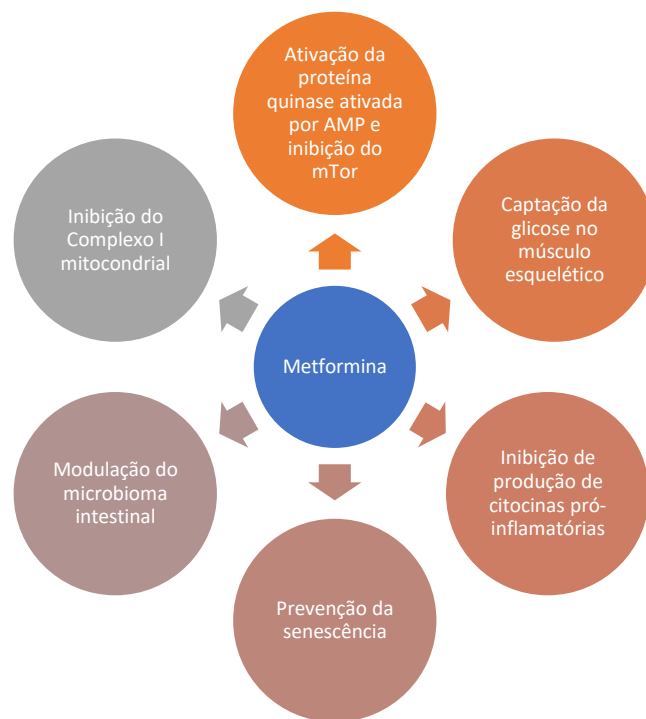 Ativação da
proteína
quinase ativada
por AMP e
inibição do
mTor
Captação da
glicose no
músculo
esquelético
Inibição de
produção de
citocinas pró-
inflamatórias
Prevenção da
senescência
Modulação do
microbioma
intestinal
Inibição do
Complexo I
mitocondrial
Metformina